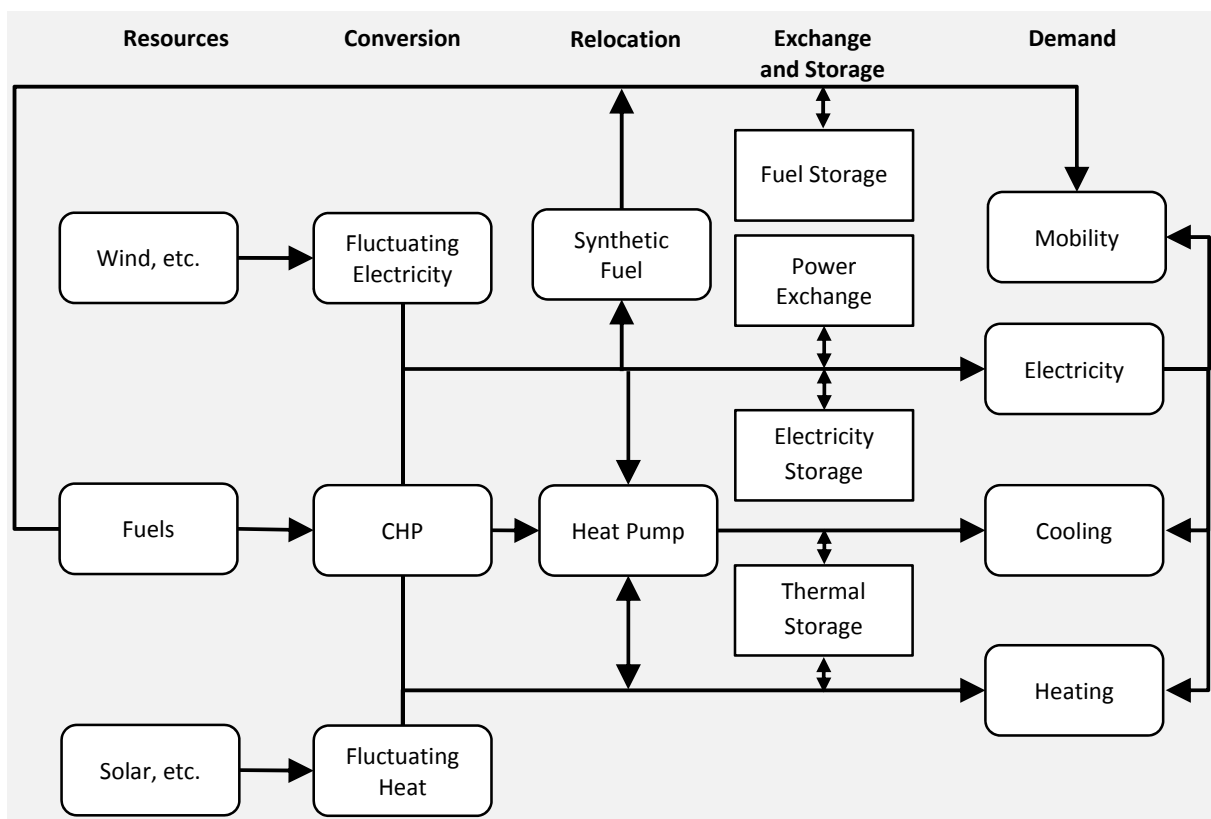 Resources
Conversion
Relocation
Exchange
and Storage
Demand
Fuel Storage
Wind, etc.
Fluctuating
Electricity
Synthetic
Fuel
Power
Exchange
Mobility
Electricity
Electricity
Storage
Fuels
CHP
Heat Pump
Cooling
Thermal
Storage
Heating
Solar, etc.
Fluctuating
Heat